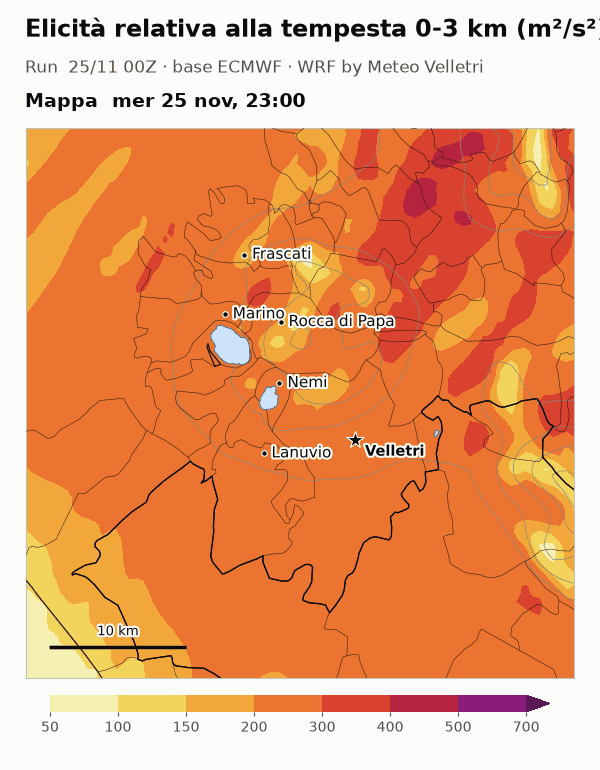 Elicità relativa alla tempesta 0-3 km (m²/s²)
Run 25/11 00Z · base ECMWF · WRF by Meteo Velletri
Mappa mer 25 nov, 23:00
Frascati
Marino
Rocca di Papa
Nemi
Velletri
Lanuvio
10 km
50 100 150 200 300 400 500 700